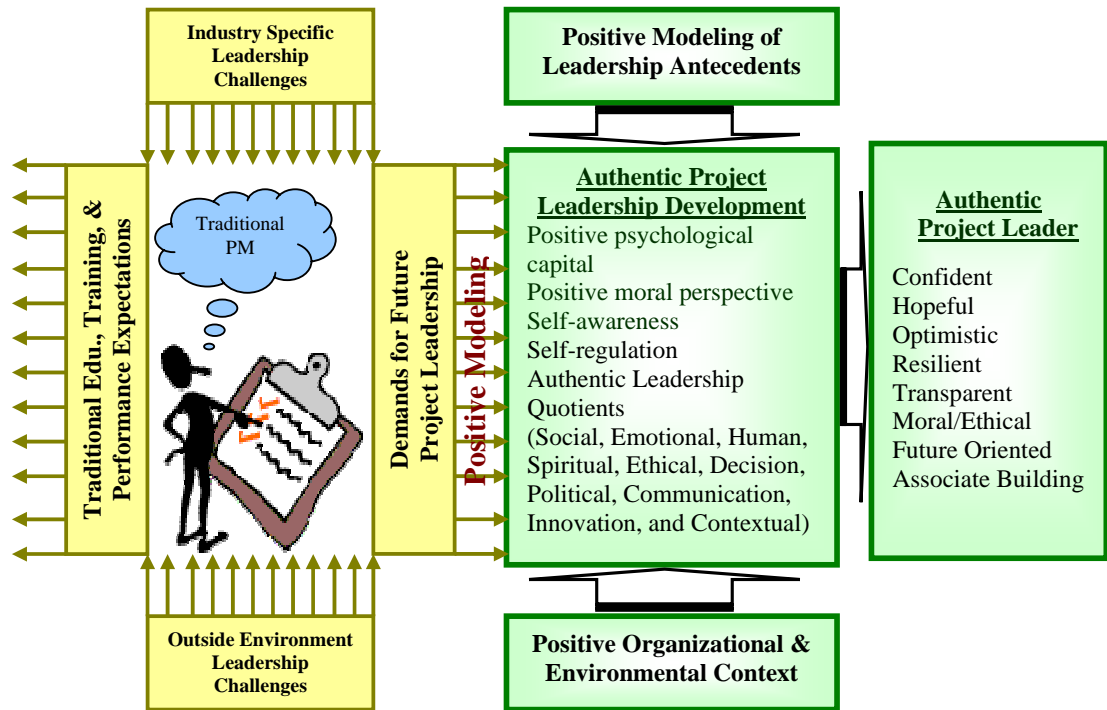 Industry Specific
Leadership
Challenges
Traditional Edu., Training, &
Performance Expectations
Traditional
PM
Demands for Future
Project Leadership
Outside Environment
Leadership
Challenges
Positive Modeling
Positive Modeling of
Leadership Antecedents
Authentic Project
Leadership Development
Positive psychological
capital
Positive moral perspective
Self-awareness
Self-regulation
Authentic Leadership
Quotients
(Social, Emotional, Human,
Spiritual, Ethical, Decision,
Political, Communication,
Innovation, and Contextual)
Positive Organizational &
Environmental Context
Authentic
Project Leader
Confident
Hopeful
Optimistic
Resilient
Transparent
Moral/Ethical
Future Oriented
Associate Building